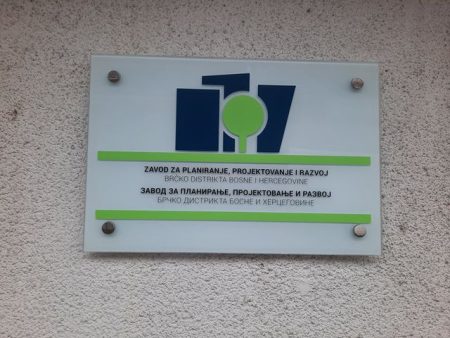 ZAVOD ZA PLANIRANJE, PROJEKTOVANJE I RAZVOJ
BRČKO DISTRIKTA BOSNE I HERCEGOVINE
ЗАВОД ЗА ПЛАНИРАЊЕ, ПРОЈЕКТОВАЊЕ И РАЗВОЈ
БРЧКО ДИСТРИКТА БОСНЕ И ХЕРЦЕГОВИНЕ